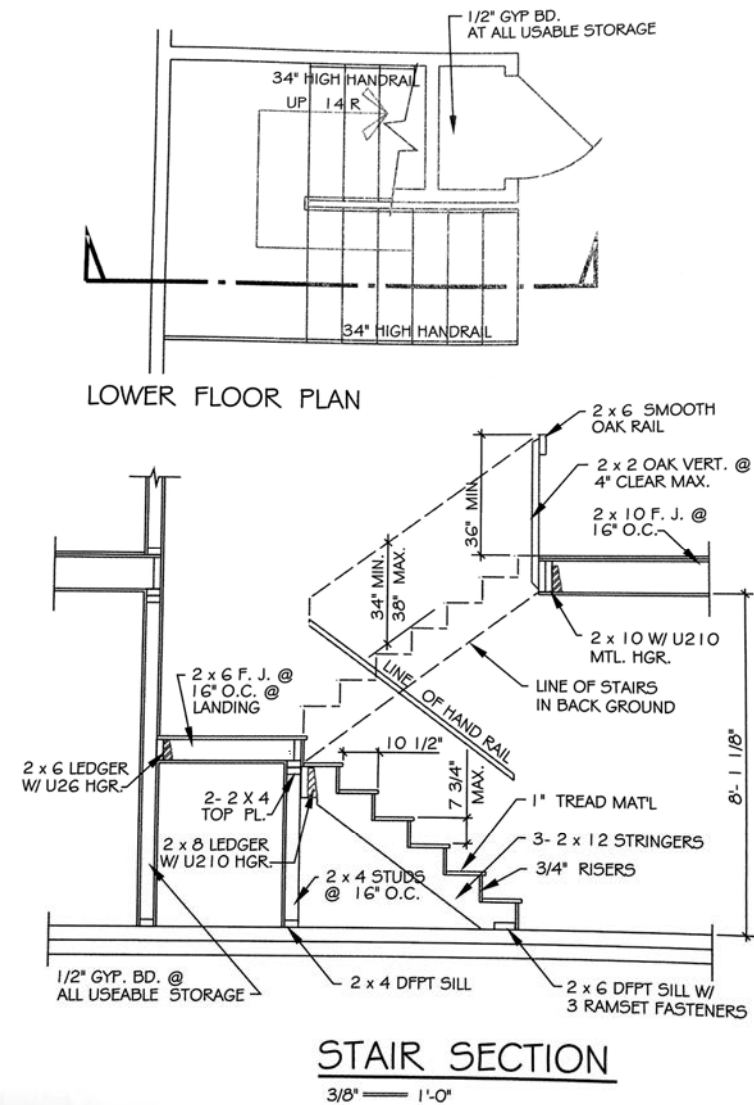 1/2" GYP BD.
AT ALL USABLE STORAGE
34" HIGH HANDRAIL
UP 14 R
34" HIGH HANDRAIL
LOWER FLOOR PLAN
2 x 6 SMOOTH
OAK RAIL
2 x 2 OAK VERT. @
4" CLEAR MAX.
36" MIN
2 x 10 F. J. @
16" O.C.
34" MIN.
38" MAX.
2 x 10 W/ U210
MTL. HGR.
2 x 6 F. J. @
16" O.C. @
LANDING
LINE OF HAND RAIL
LINE OF STAIRS
IN BACK GROUND
10 1/2"
8'- 1 1/8"
2 x 6 LEDGER
W/ U26 HGR.
2- 2 X 4
TOP PL.
7 3/4"
MAX.
1" TREAD MAT'L
2 x 8 LEDGER
W/ U210 HGR.
3- 2 x 12 STRINGERS
3/4" RISERS
2 x 4 STUDS
@ 16" O.C.
1/2" GYP. BD. @
ALL USEABLE STORAGE
2 x 4 DFPT SILL
2 x 6 DFPT SILL W/
3 RAMSET FASTENERS
STAIR SECTION
3/8" 1'-0"